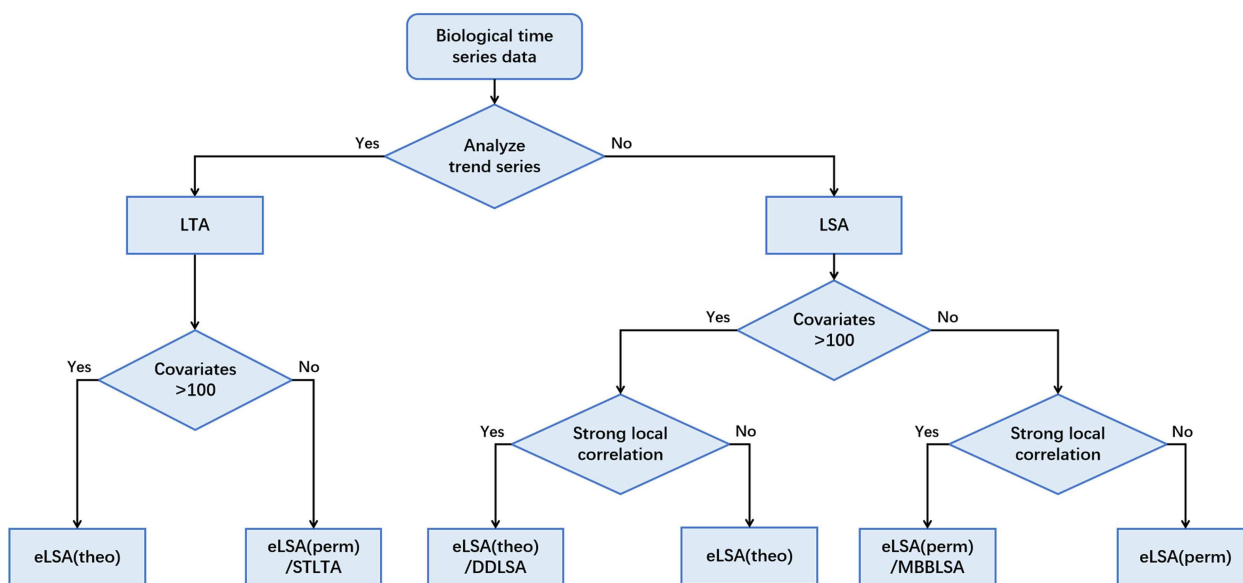 Biological time
series data
Yes
Analyze
trend series
No
LTA
LSA
Yes
Covariates
>100
No
Yes
Covariates
>100
No
Yes
Strong local
correlation
No
Yes
Strong local
correlation
No
eLSA(theo)
eLSA(perm)
/STLTA
eLSA(theo)
/DDLSA
eLSA(theo)
eLSA(perm)
/MBBLSA
eLSA(perm)